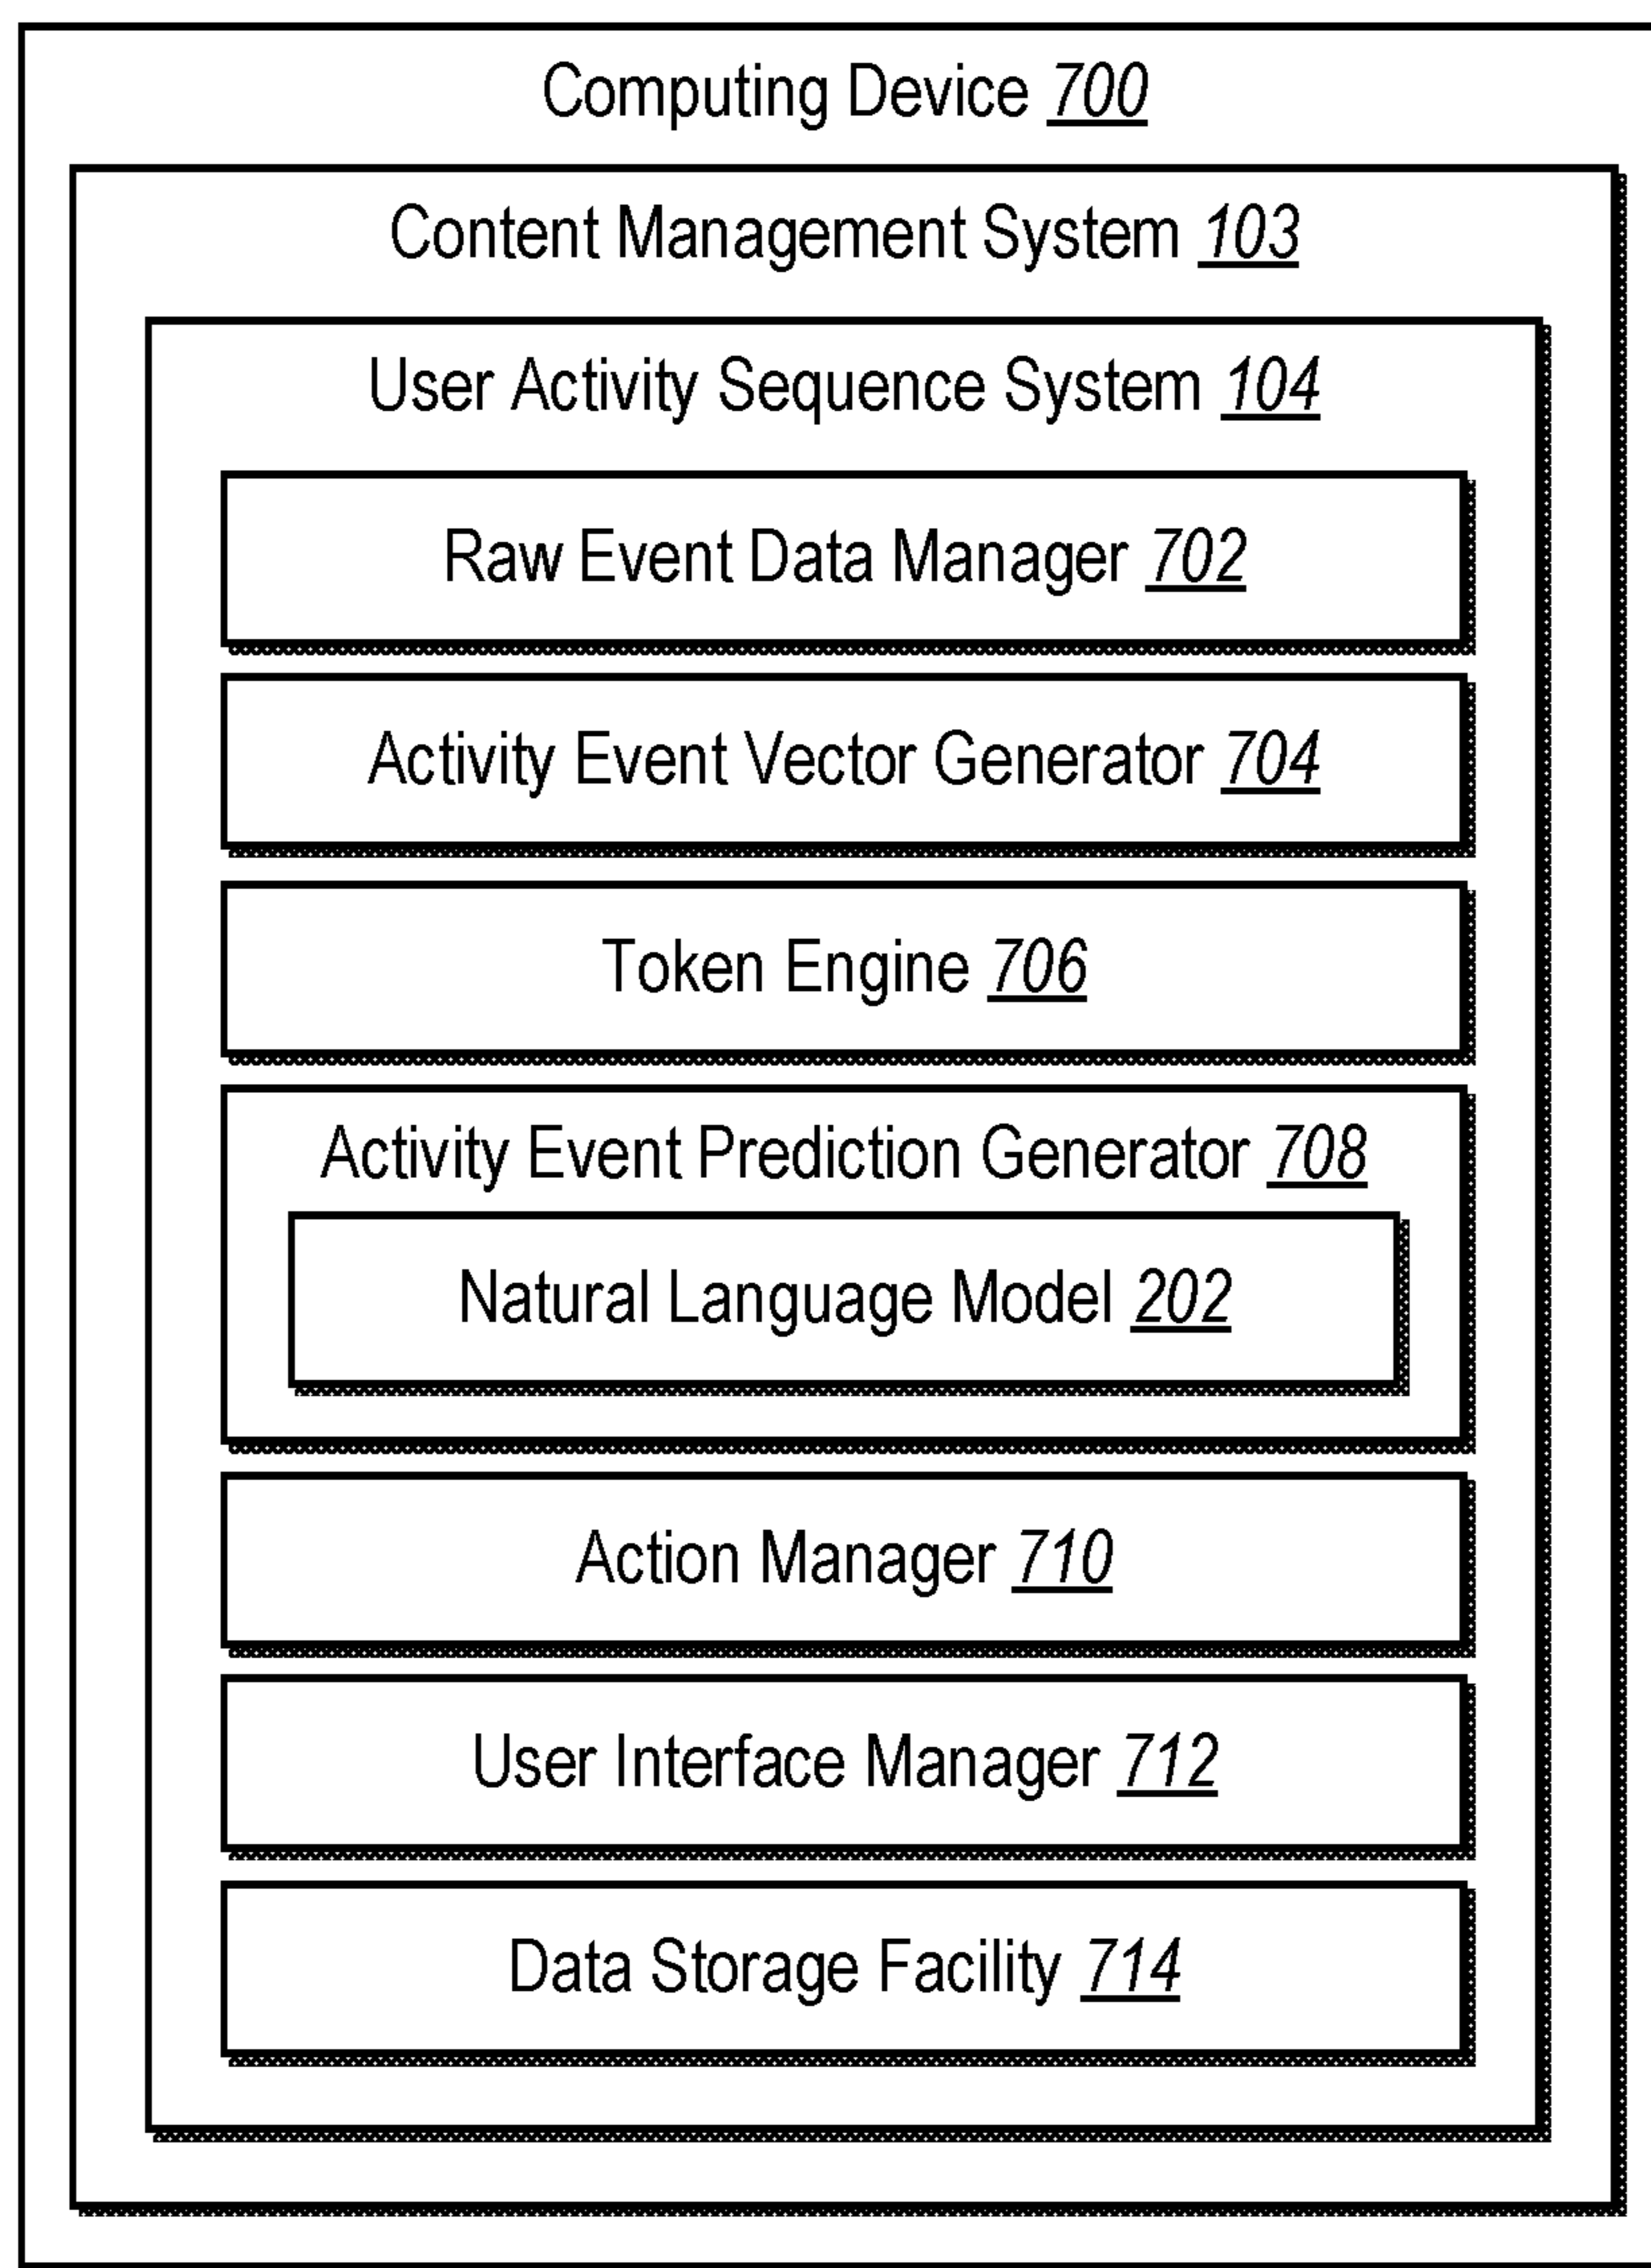 Computing Device 700
Content Management System 103
User Activity Sequence System 104
Raw Event Data Manager 702
Activity Event Vector Generator 704
Token Engine 706
Activity Event Prediction Generator 708
Natural Language Model 202
Action Manager 710
User Interface Manager 712
Data Storage Facility 714